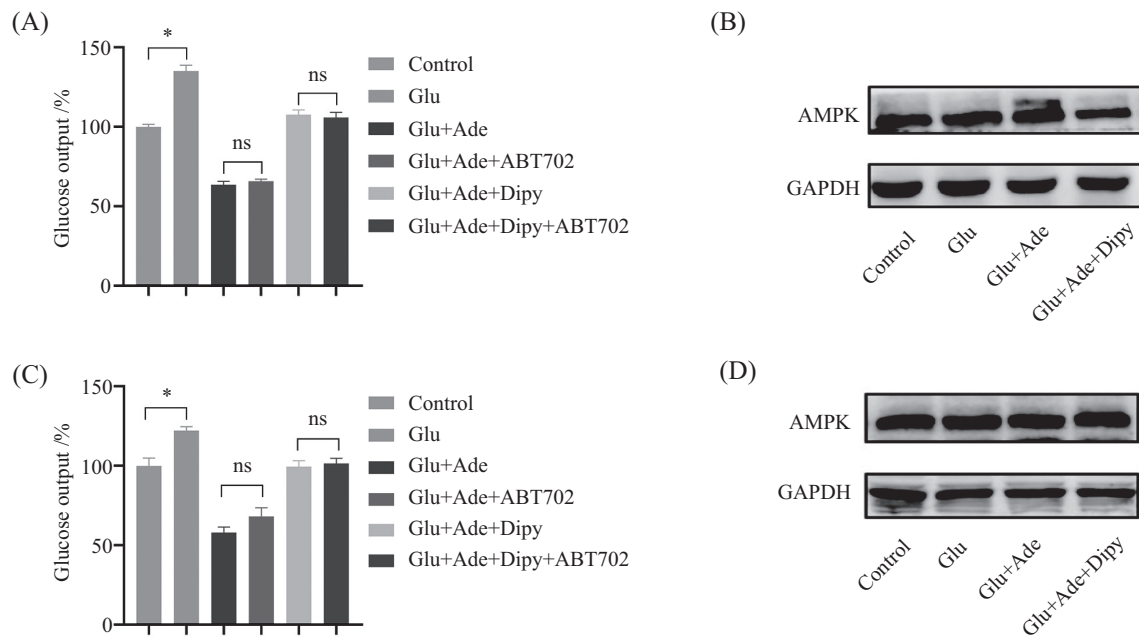 (A)
Glucose output /%
150
100
50
0
*
ns
ns
Control
Glu
Glu+Ade
Glu+Ade+ABT702
Glu+Ade+Dipy
Glu+Ade+Dipy+ABT702
(B)
AMPK
GAPDH
Control
Glu
Glu+Ade
Glu+Ade+Dipy
(C)
Glucose output /%
150
100
50
0
*
ns
ns
Control
Glu
Glu+Ade
Glu+Ade+ABT702
Glu+Ade+Dipy
Glu+Ade+Dipy+ABT702
(D)
AMPK
GAPDH
Control
Glu
Glu+Ade
Glu+Ade+Dipy